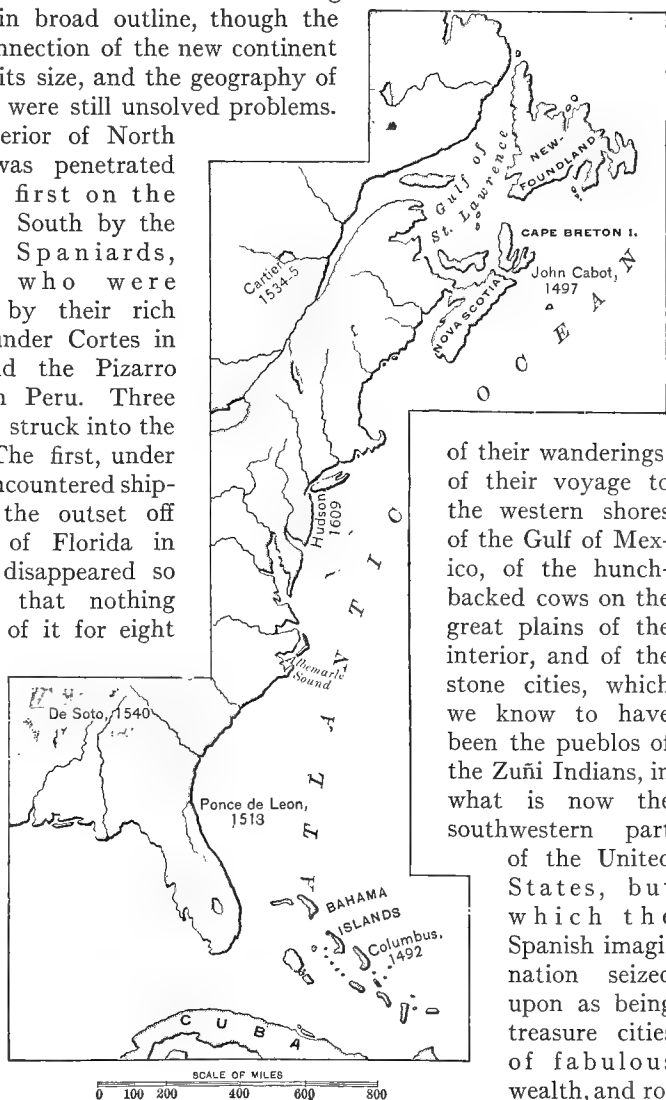 in broad outline, though the
nnection of the new continent
its size, and the geography of
were still unsolved problems.
erior of North
was penetrated
first on the
South by the
Spaniards,
who were
by their rich
under Cortes in
d the Pizarro
n Peru. Three
struck into the
The first, under
ncountered ship-
the outset off
of Florida in
disappeared so
that nothing
of it for eight
Gulf of
St. Lawrence
NEW-
FOUNDLAND
CAPE BRETON I.
John Cabot,
1497
NOVA SCOTIA
Cartier
1534-5
Hudson
1609
Albemarle
Sound
ATLANTIC OCEAN
De Soto, 1540
Ponce de Leon,
1513
BAHAMA
ISLANDS
Columbus,
1492
CUBA
SCALE OF MILES
0 100 200 400 600 800
of their wanderings
of their voyage to
the western shores
of the Gulf of Mex-
ico, of the hunch-
backed cows on the
great plains of the
interior, and of the
stone cities, which
we know to have
been the pueblos of
the Zuñi Indians, in
what is now the
southwestern part
of the United
States, but
which the
Spanish imagi
nation seized
upon as being
treasure cities
of fabulous
wealth, and ro